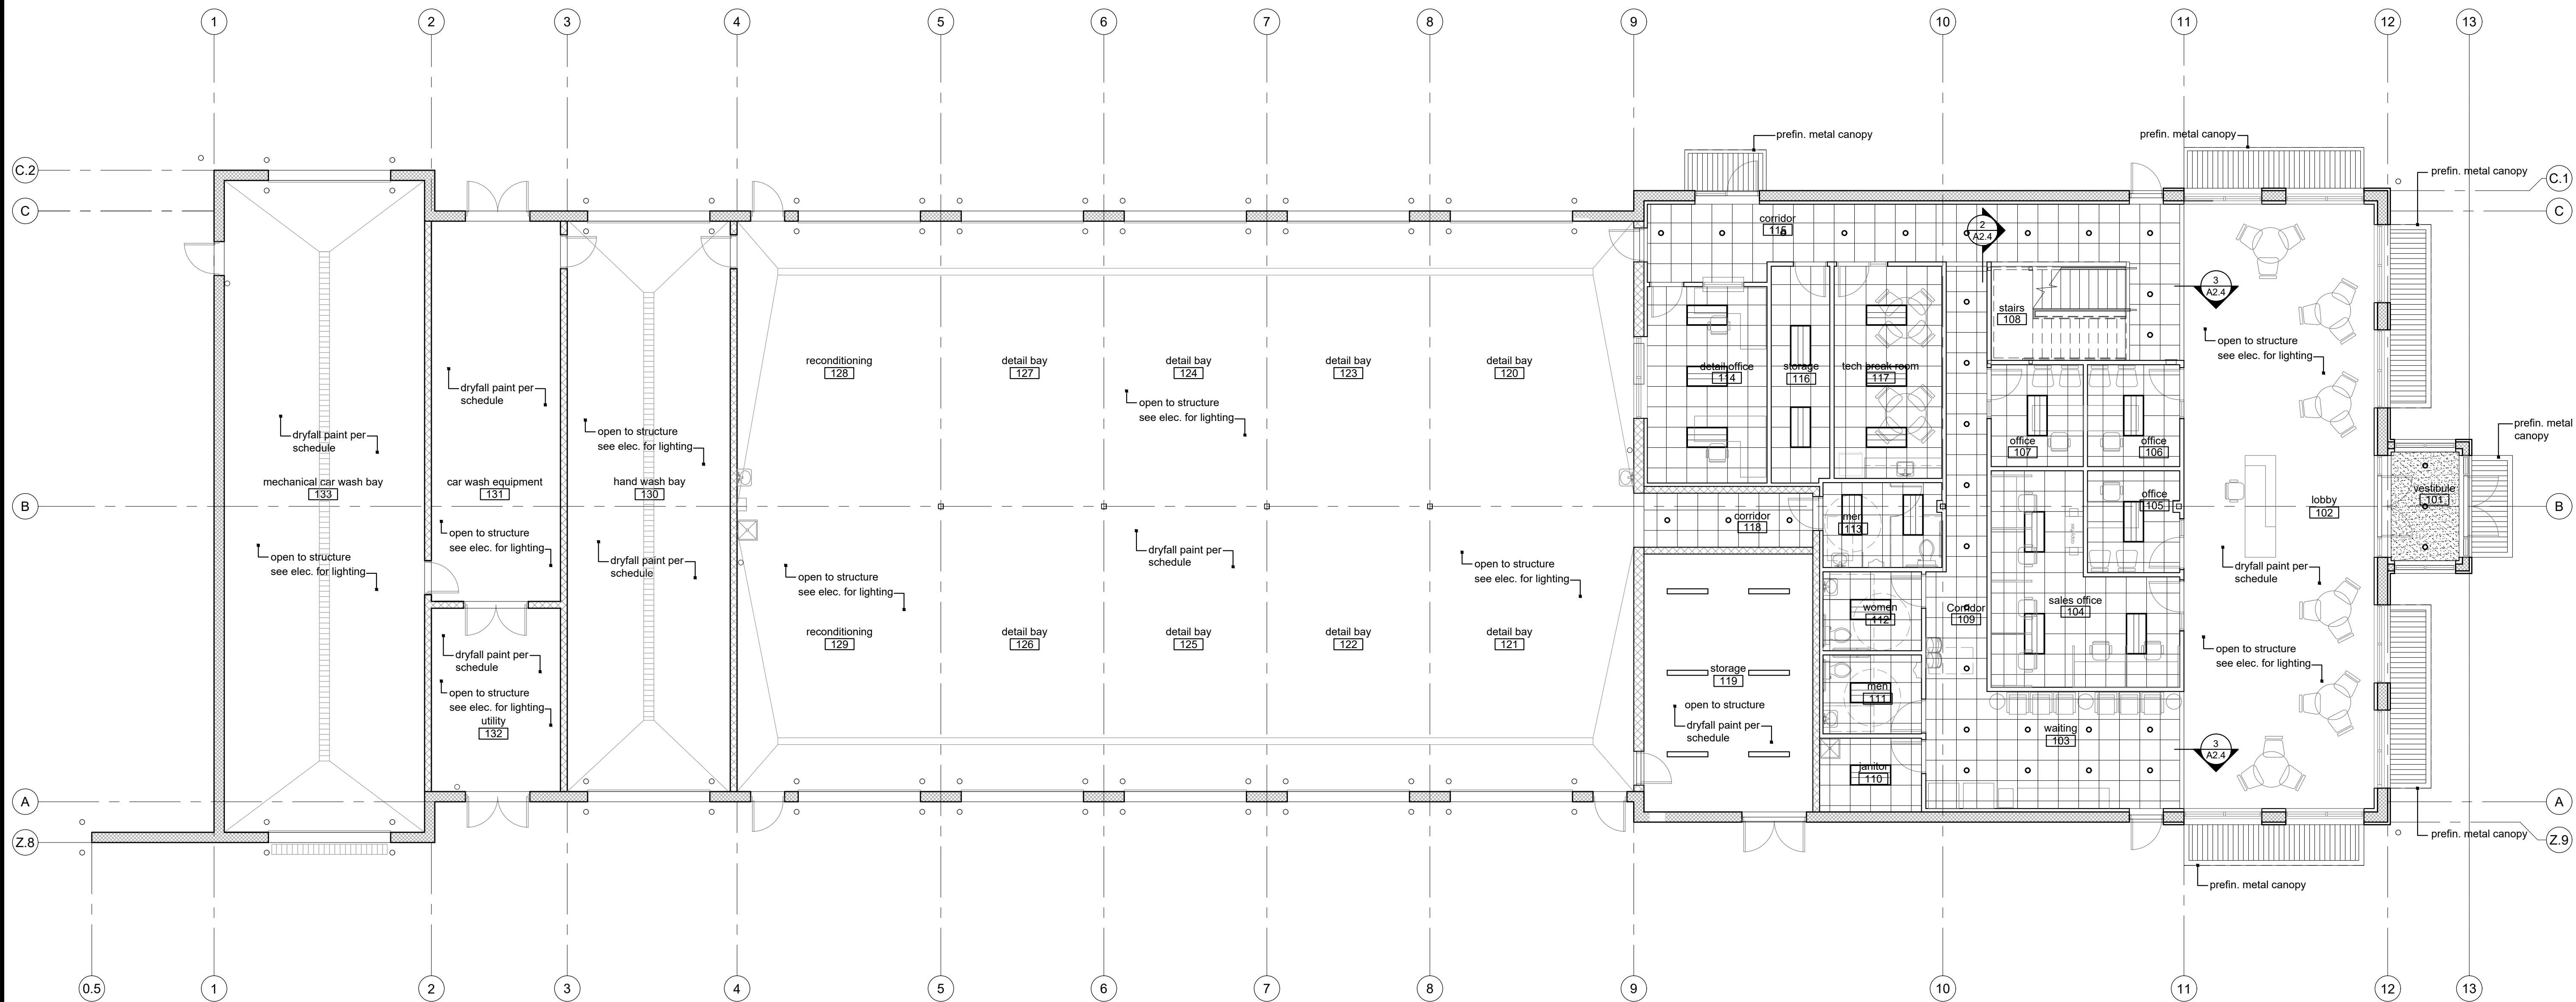 1 2 3 4 5 6 7 8 9 10 11 12 13
prefin. metal canopy
prefin. metal canopy
prefin. metal canopy
C.2
C.1
C
C
corridor
115
2
A2.4
3
A2.4
stairs
108
open to structure
see elec. for lighting
reconditioning
128
detail bay
127
detail bay
124
detail bay
123
detail bay
120
detail office
114
storage
116
tech break room
117
dryfall paint per
schedule
open to structure
see elec. for lighting
dryfall paint per
schedule
open to structure
see elec. for lighting
office
107
office
106
prefin. metal
canopy
mechanical car wash bay
133
car wash equipment
131
hand wash bay
130
office
105
lobby
102
vestibule
101
B
B
corridor
118
men
113
open to structure
see elec. for lighting
open to structure
see elec. for lighting
dryfall paint per
schedule
dryfall paint per
schedule
open to structure
see elec. for lighting
open to structure
see elec. for lighting
dryfall paint per
schedule
women
112
Corridor
109
sales office
104
reconditioning
129
detail bay
126
detail bay
125
detail bay
122
detail bay
121
dryfall paint per
schedule
open to structure
see elec. for lighting
utility
132
storage
119
open to structure
dryfall paint per
schedule
men
111
open to structure
see elec. for lighting
waiting
103
3
A2.4
janitor
110
A
A
Z.8
Z.9
prefin. metal canopy
prefin. metal canopy
0.5 1 2 3 4 5 6 7 8 9 10 11 12 13